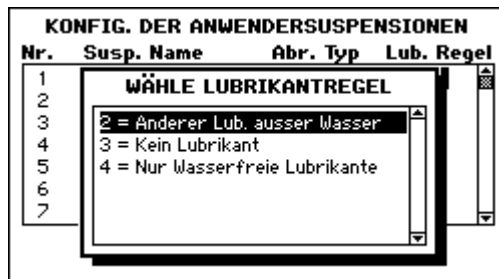 KONFIG. DER ANWENDERSUSPENSIONEN
Nr. Susp. Name Abr. Typ Lub. Regel
1
WÄHLE LUBRIKANTREGEL
2
3
4
5
6
7
2 = Anderer Lub. ausser Wasser
3 = Kein Lubrikant
4 = Nur Wasserfreie Lubrikante